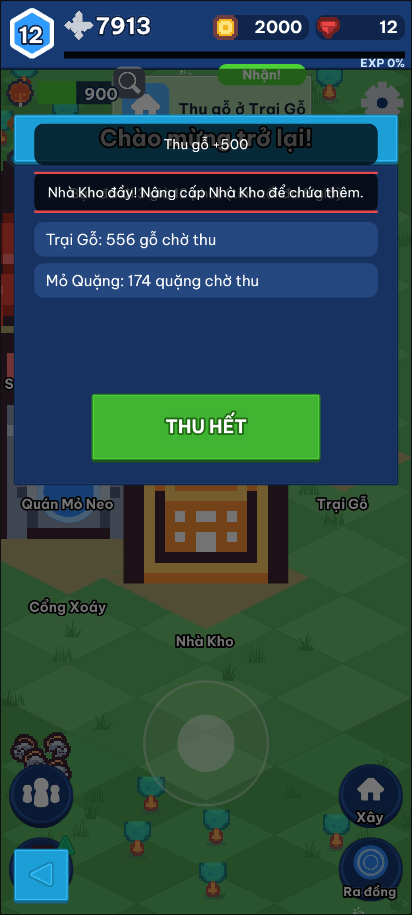 12
7913
2000
12
EXP 0%
900
Nhận!
Thu gỗ ở Trại Gỗ
Chào mừng trở lại!
Thu gỗ +500
Nhà Kho đầy! Nâng cấp Nhà Kho để chứa thêm.
Trại Gỗ: 556 gỗ chờ thu
Mỏ Quặng: 174 quặng chờ thu
THU HẾT
Quán Mỏ Neo
Trại Gỗ
Cổng Xoáy
Nhà Kho
Xây
Ra đồng